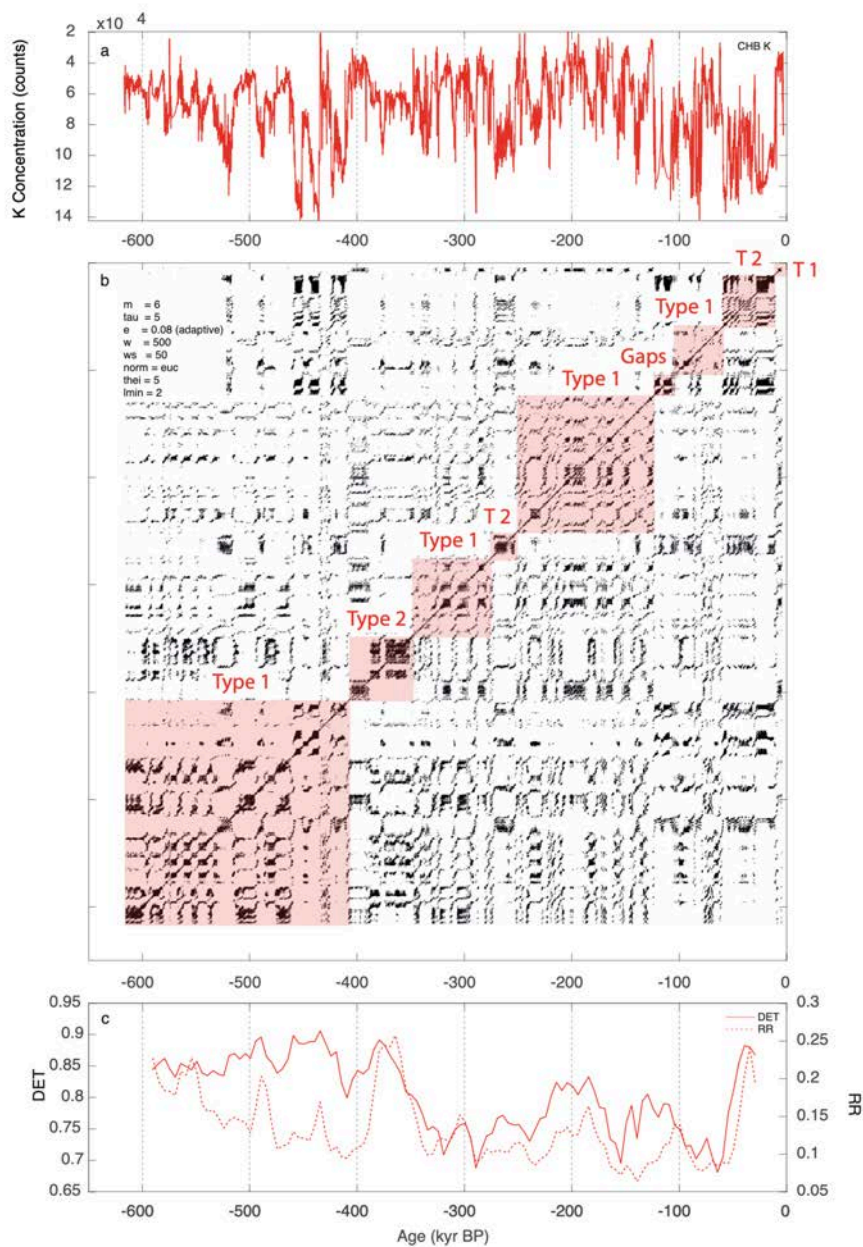 x10 4
2
4
6
8
10
12
14
K Concentration (counts)
a
CHB K
-600 -500 -400 -300 -200 -100 0
b
m = 6
tau = 5
e = 0.08 (adaptive)
w = 500
ws = 50
norm = euc
thei = 5
lmin = 2
T 2
T 1
Type 1
Gaps
Type 1
T 2
Type 1
Type 2
Type 1
-600 -500 -400 -300 -200 -100 0
c
DET
RR
0.95
0.9
0.85
0.8
0.75
0.7
0.65
DET
0.3
0.25
0.2
0.15
0.1
0.05
RR
-600 -500 -400 -300 -200 -100 0
Age (kyr BP)